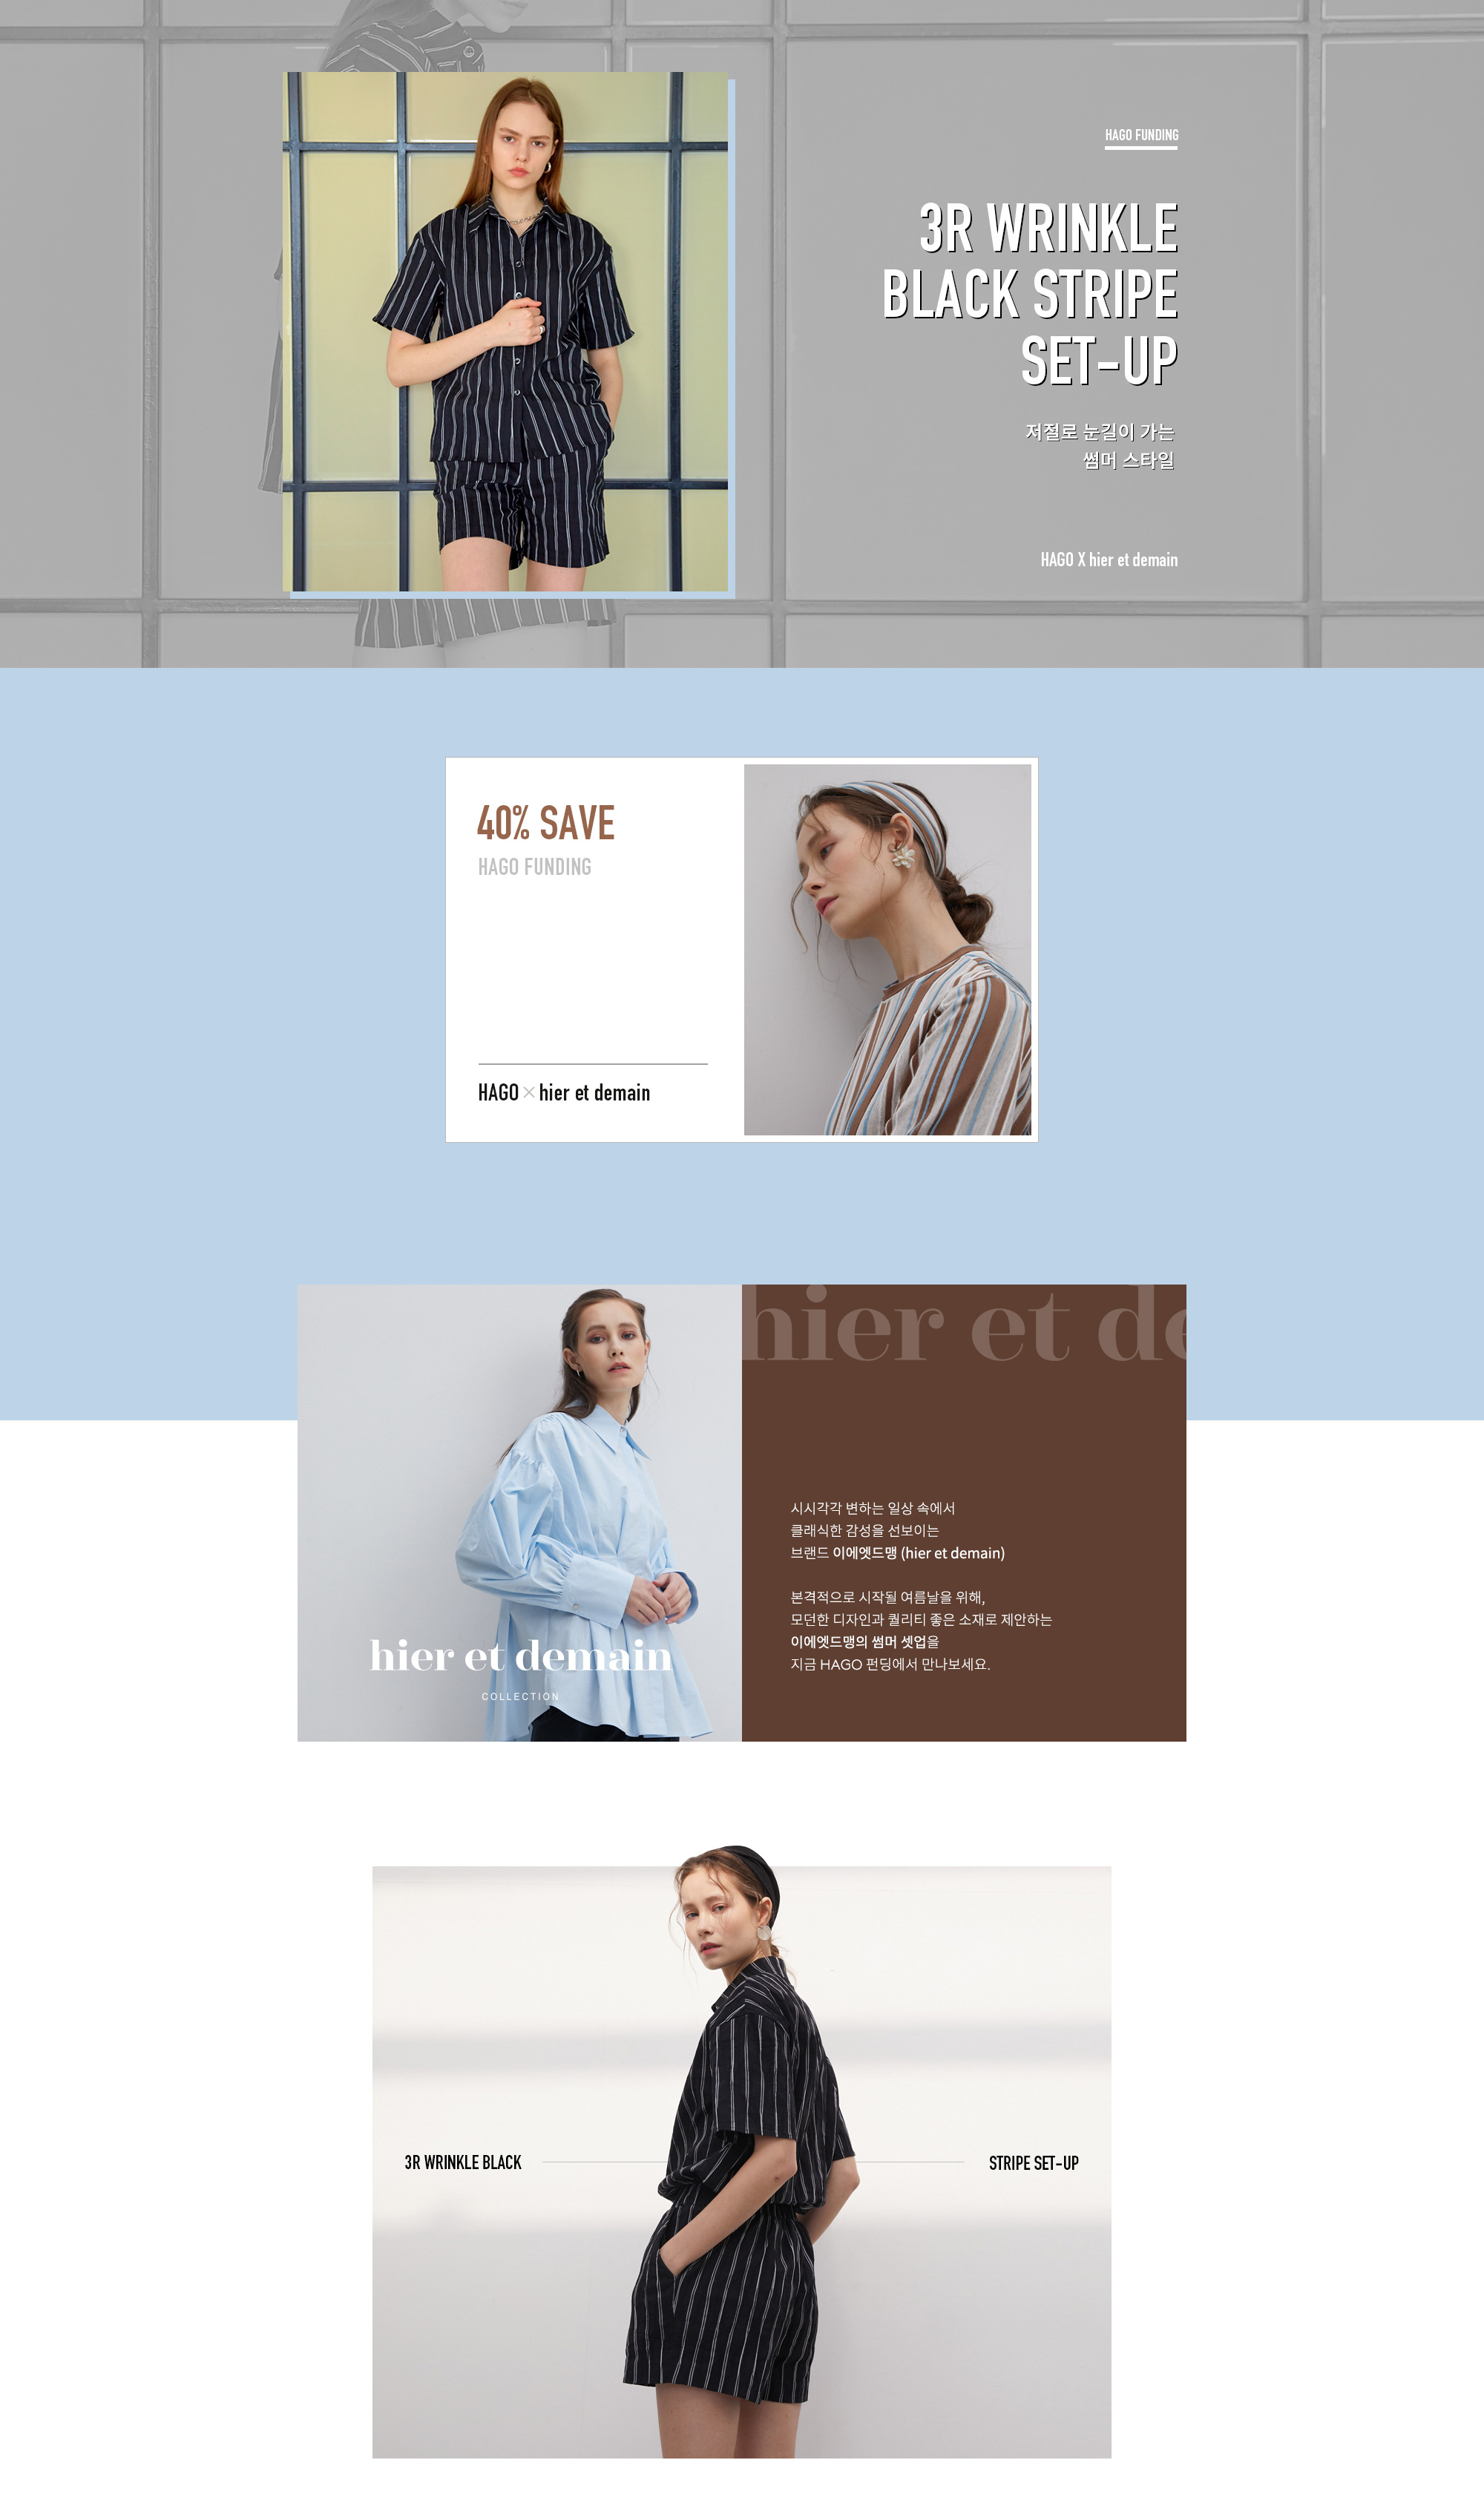 HAGO FUNDING
3R WRINKLE
BLACK STRIPE
SET-UP
저절로 눈길이 가는
썸머 스타일
HAGO X hier et demain
40% SAVE
HAGO FUNDING
HAGO × hier et demain
hier et de
시시각각 변하는 일상 속에서
클래식한 감성을 선보이는
브랜드 이에엣드맹 (hier et demain)
본격적으로 시작될 여름날을 위해,
모던한 디자인과 퀄리티 좋은 소재로 제안하는
이에엣드맹의 썸머 셋업을
지금 HAGO 펀딩에서 만나보세요.
hier et demain
COLLECTION
3R WRINKLE BLACK
STRIPE SET-UP